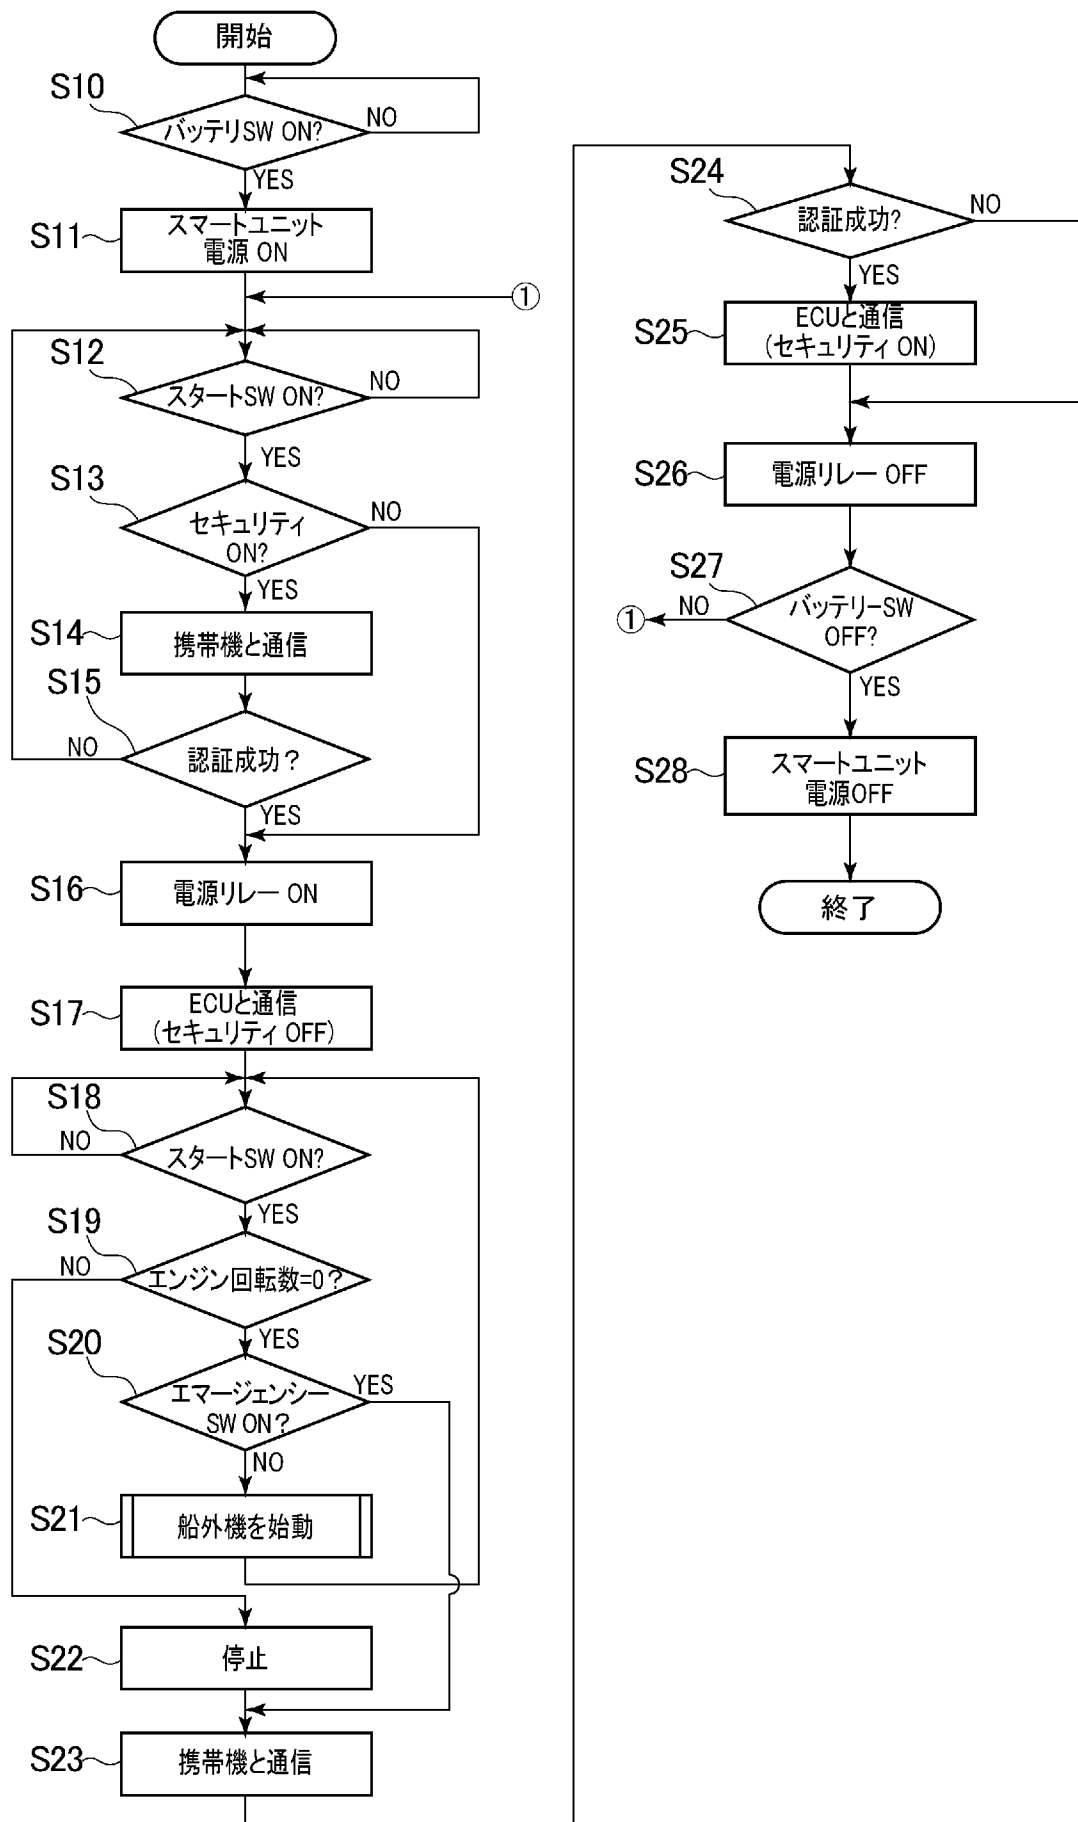 開始
S10
バッテリSW ON?
NO
YES
S11
スマートユニット
電源 ON
①
S12
スタートSW ON?
NO
YES
S13
セキュリティ
ON?
NO
YES
S14
携帯機と通信
S15
認証成功？
NO
YES
S16
電源リレー ON
S17
ECUと通信
(セキュリティ OFF)
S18
スタートSW ON?
NO
YES
S19
エンジン回転数=0？
NO
YES
S20
エマージェンシー
SW ON？
YES
NO
S21
船外機を始動
S22
停止
S23
携帯機と通信
S24
認証成功?
NO
YES
S25
ECUと通信
(セキュリティ ON)
S26
電源リレー OFF
S27
バッテリーSW
OFF?
NO
①
YES
S28
スマートユニット
電源OFF
終了